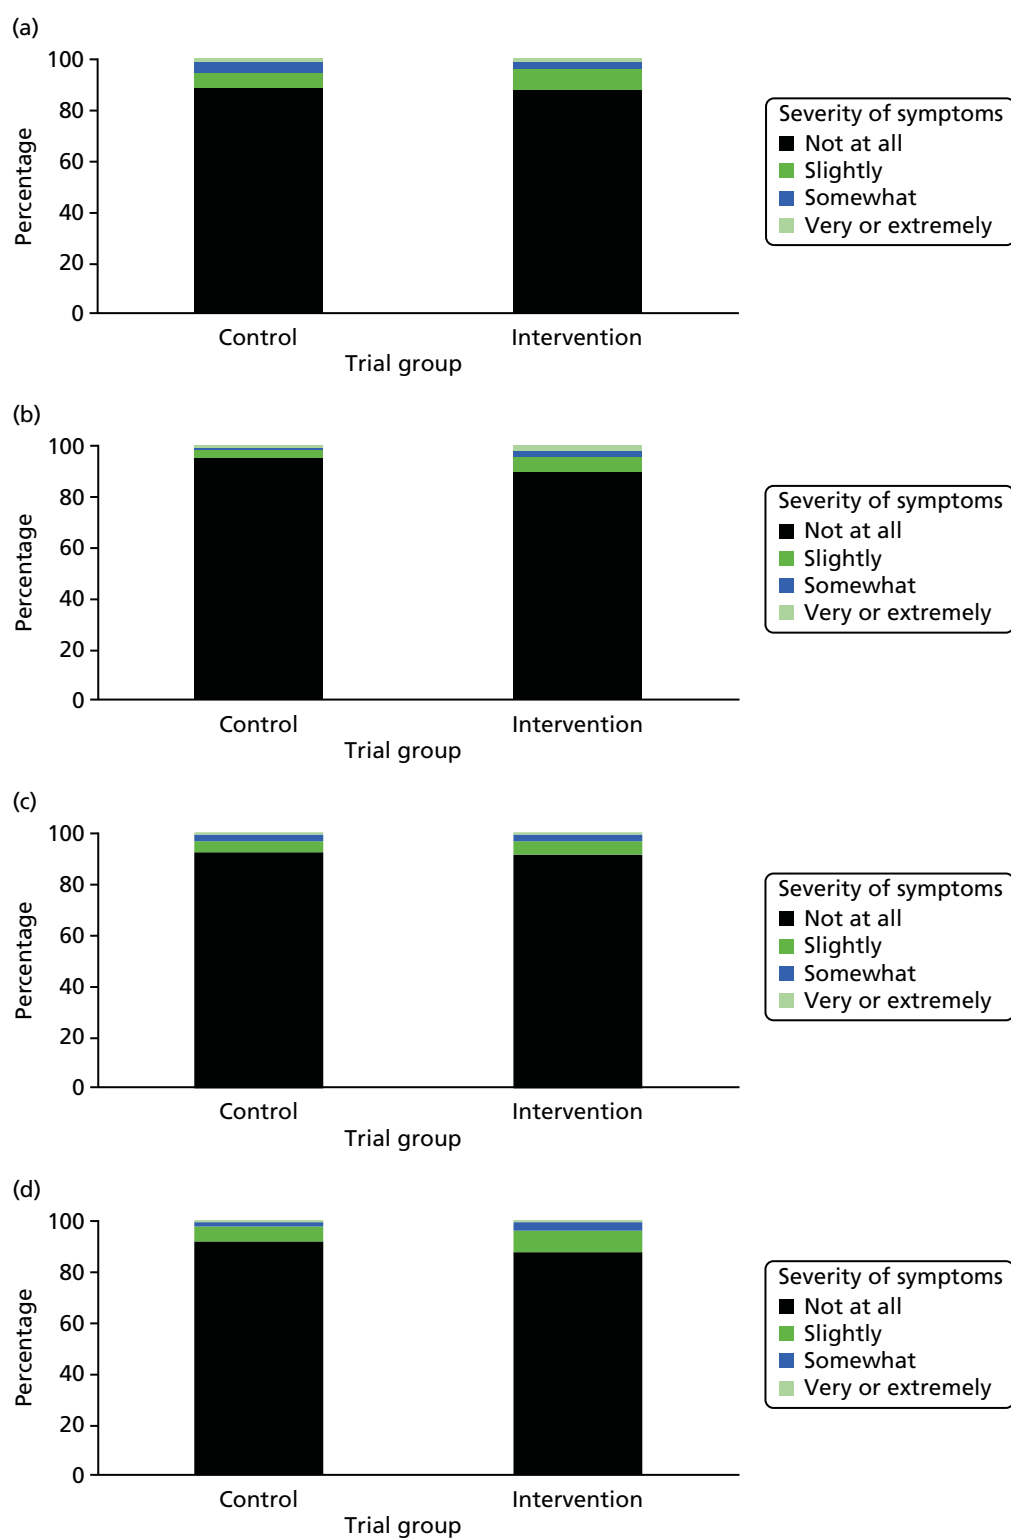 (a)
100
80
60
40
20
0
Percentage
Control
Intervention
Trial group
Severity of symptoms
Not at all
Slightly
Somewhat
Very or extremely
(b)
100
80
60
40
20
0
Percentage
Control
Intervention
Trial group
Severity of symptoms
Not at all
Slightly
Somewhat
Very or extremely
(c)
100
80
60
40
20
0
Percentage
Control
Intervention
Trial group
Severity of symptoms
Not at all
Slightly
Somewhat
Very or extremely
(d)
100
80
60
40
20
0
Percentage
Control
Intervention
Trial group
Severity of symptoms
Not at all
Slightly
Somewhat
Very or extremely